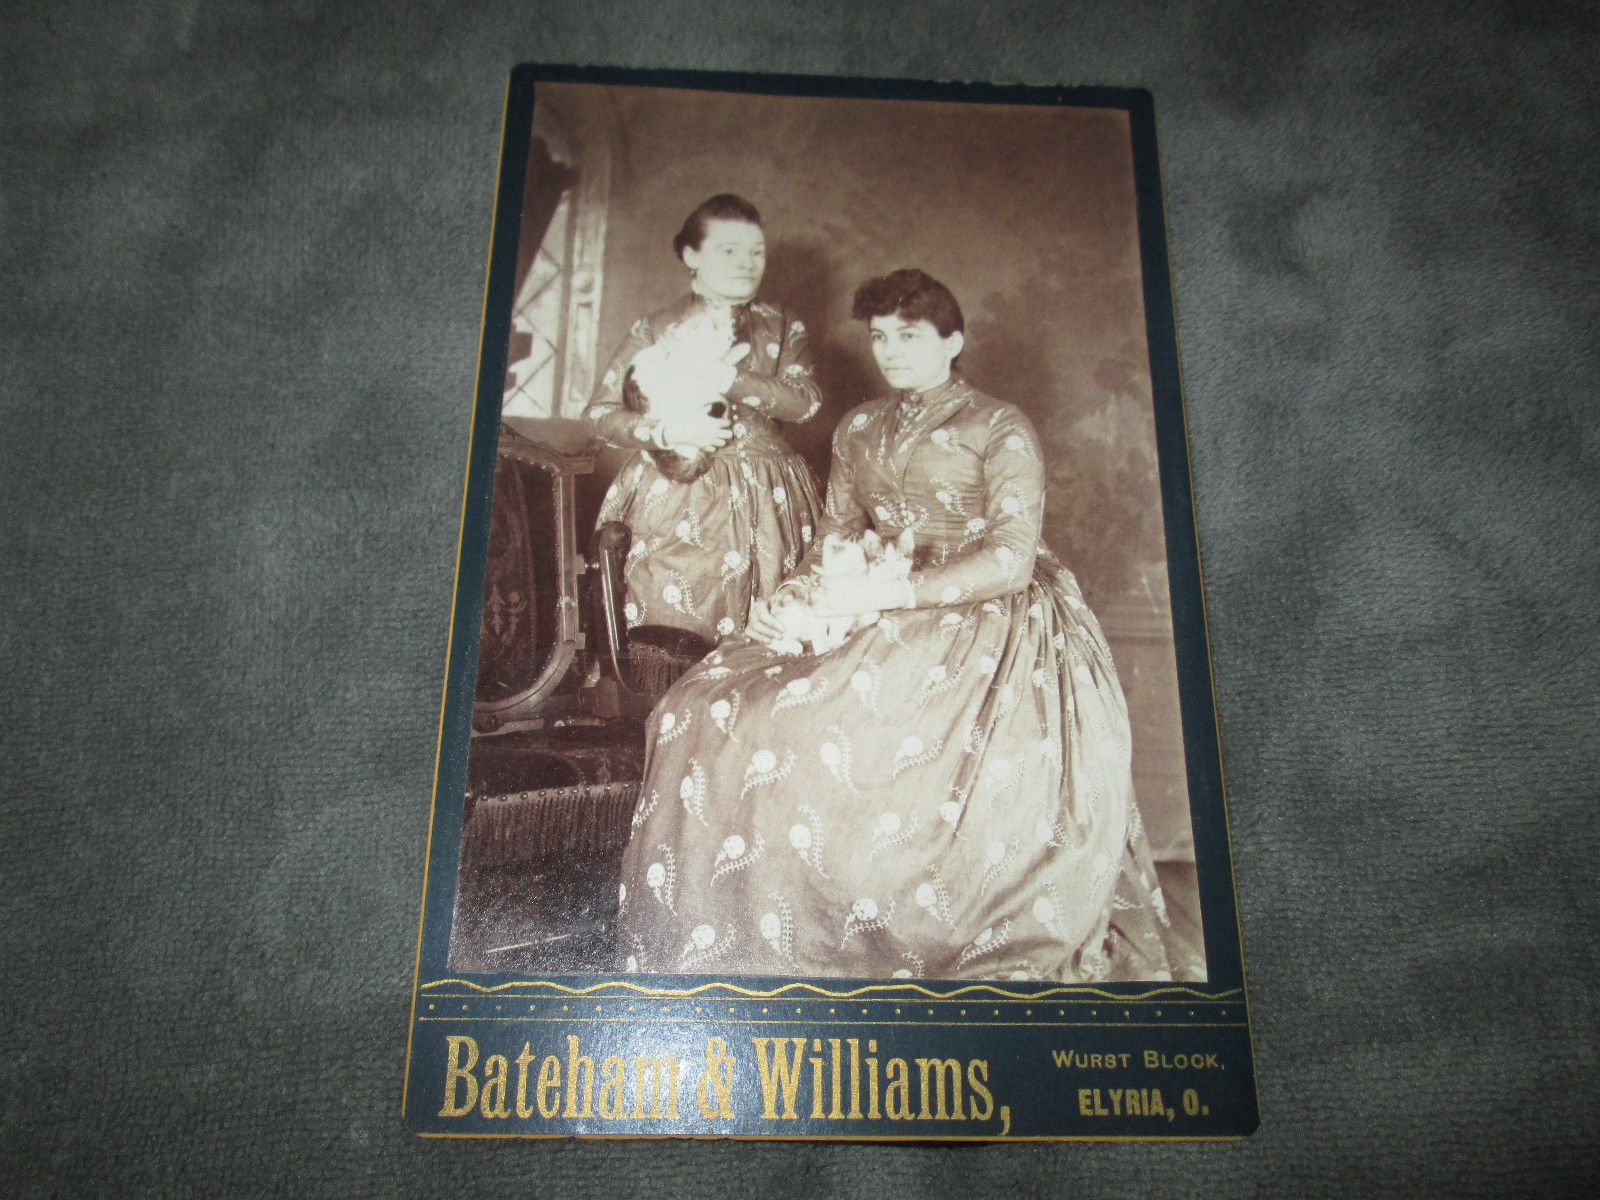 Bateham & Williams,
WURST BLOCK,
ELYRIA, O.